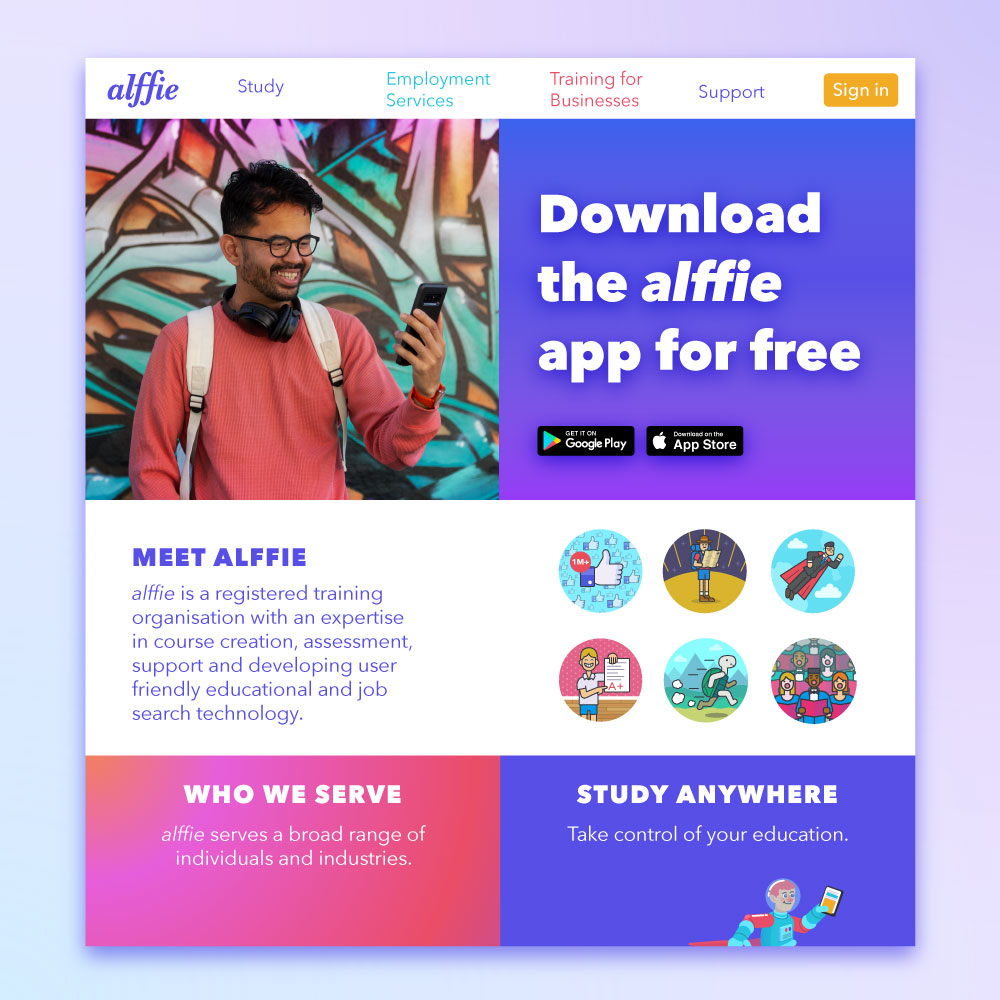 alffie
Study
Employment
Services
Training for
Businesses
Support
Sign in
Download
the alffie
app for free
GET IT ON
Google Play
Download on the
App Store
MEET ALFFIE
alffie is a registered training
organisation with an expertise
in course creation, assessment,
support and developing user
friendly educational and job
search technology.
1M+
A+
WHO WE SERVE
alffie serves a broad range of
individuals and industries.
STUDY ANYWHERE
Take control of your education.